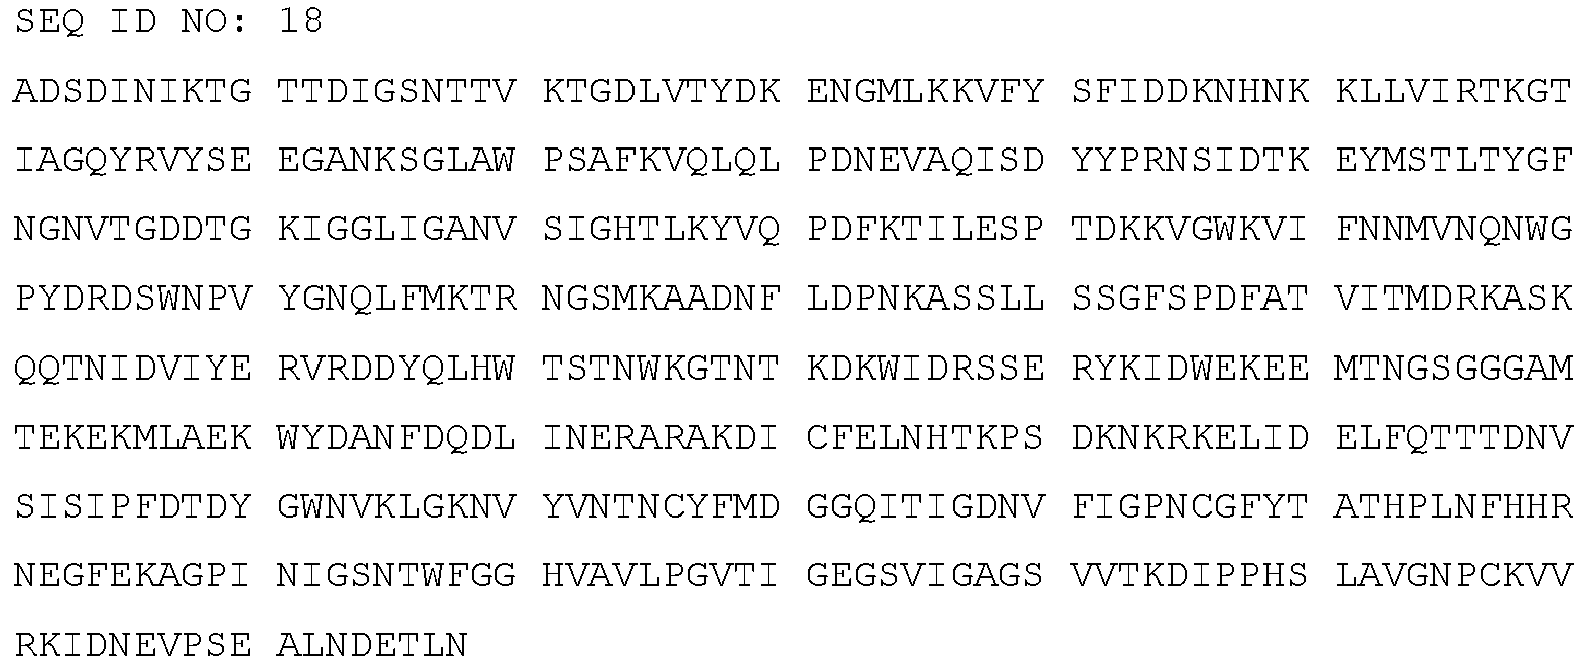 SEQ ID NO: 18
ADSDINIKTG TTDIGSNTTV KTGDLVTYDK ENGMLKKVFY SFIDDKNHNK KLLVIRTKGT
IAGQYRVYSE EGANKSGLAW PSAFKVQLQL PDNEVAQISD YYPRNSIDTK EYMSTLTYGF
NGNVTGDDTG KIGGLIGANV SIGHTLKYVQ PDFKTILESP TDKKVGWKVI FNNMVNQNWG
PYDRDSWNPV YGNQLFMKTR NGSMKAADNF LDPNKASSLL SSGFSPDFAT VITMDRKASK
QQTNIDVIYE RVRDDYQLHW TSTNWKGTNT KDKWIDRSSE RYKIDWEKEE MTNGSGGGAM
TEKEKMLAEK WYDANFDQDL INERARAKDI CFELNHTKPS DKNKRKELID ELFQTTTDNV
SISIPFDTDY GWNVKLGKNV YVNTNCYFMD GGQITIGDNV FIGPNCGFYT ATHPLNFHHR
NEGFEKAGPI NIGSNTWFGG HVAVLPGVTI GEGSVIGAGS VVTKDIPPHS LAVGNPCKVV
RKIDNEVPSE ALNDETLN